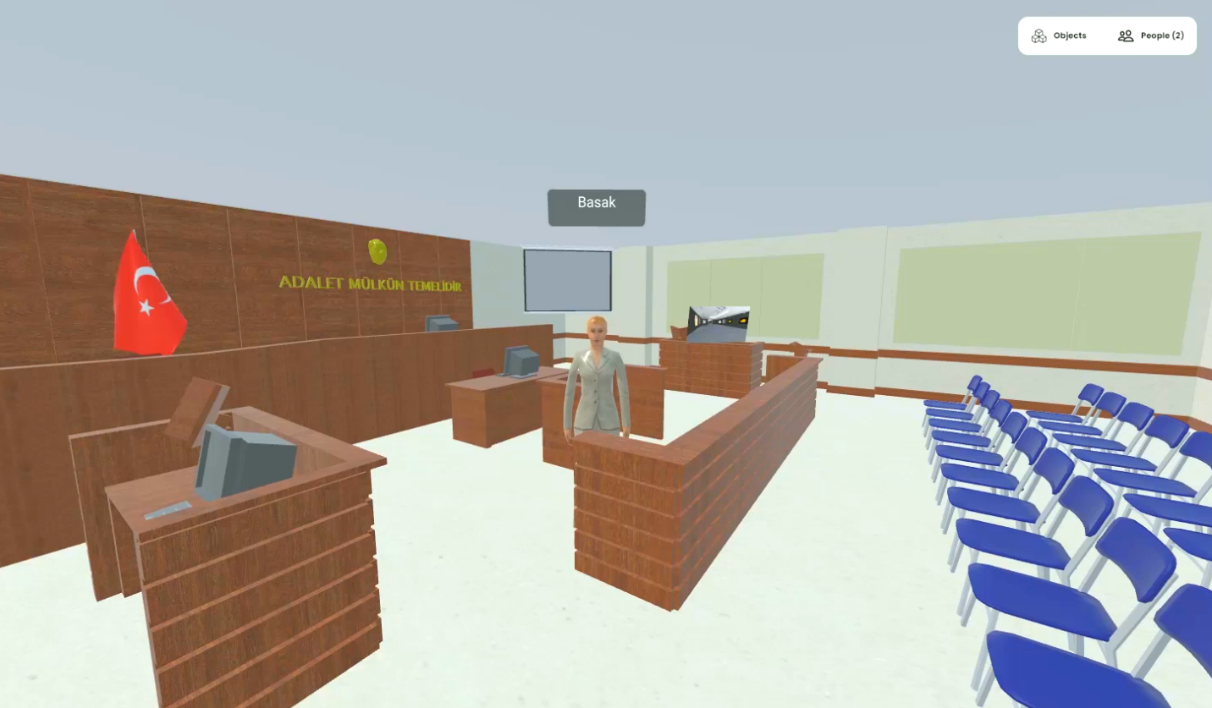 Objects
People (2)
Basak
ADALET MÜLKÜN TEMELİDİR